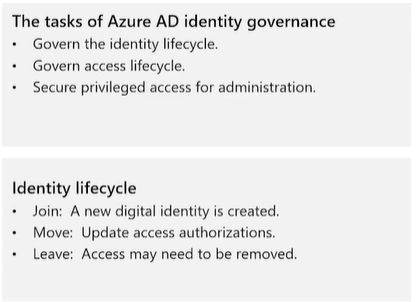 The tasks of Azure AD identity governance
• Govern the identity lifecycle.
• Govern access lifecycle.
• Secure privileged access for administration.
Identity lifecycle
• Join: A new digital identity is created.
• Move: Update access authorizations.
• Leave: Access may need to be removed.